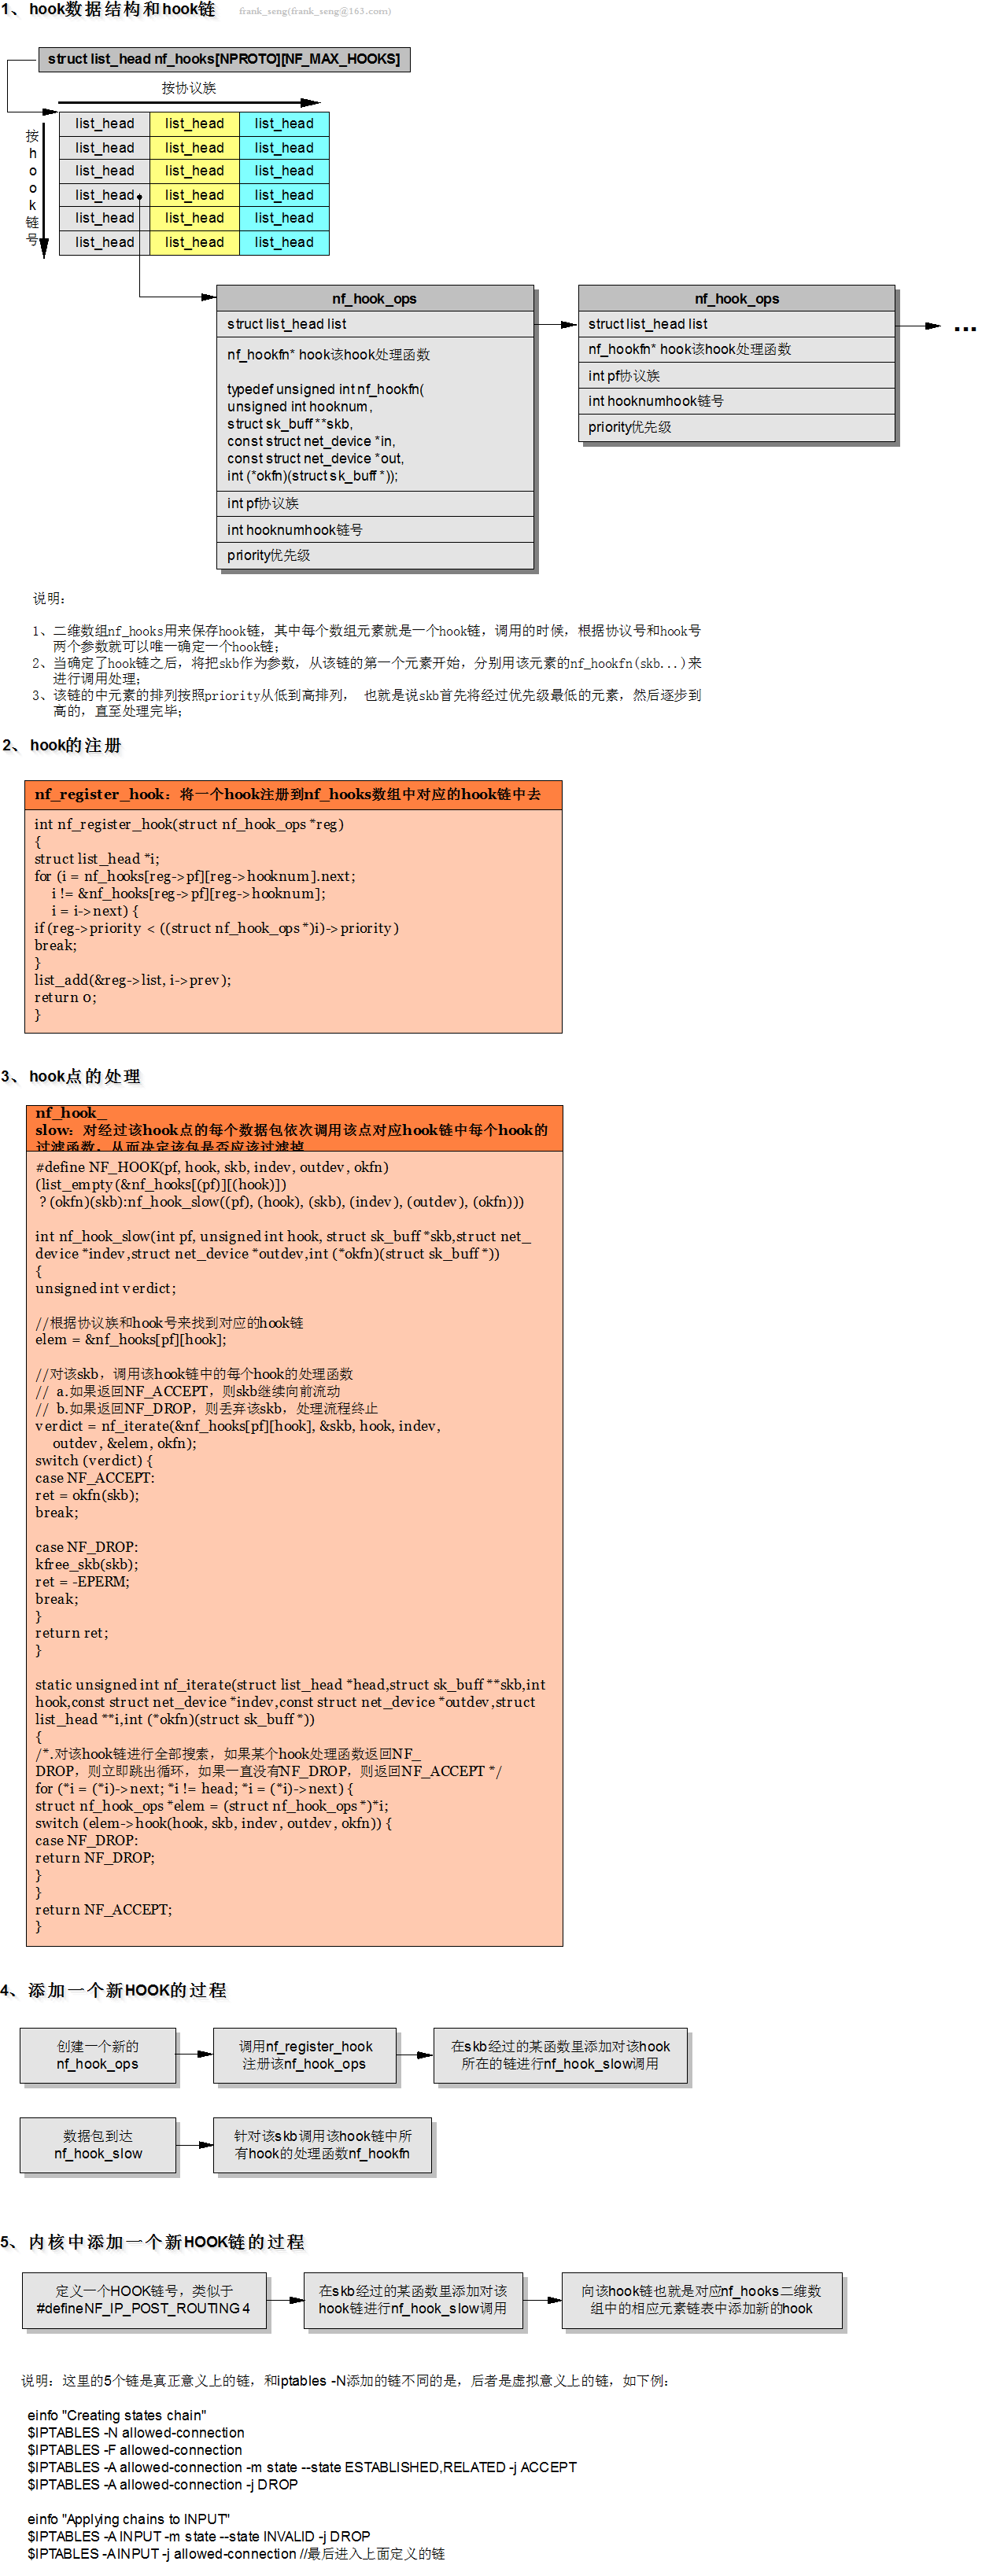 1、hook数据结构和hook链
frank_seng(frank_seng@163.com)
struct list_head nf_hooks[NPROTO][NF_MAX_HOOKS]
按协议族
按hook链号
list_head list_head list_head
list_head list_head list_head
list_head list_head list_head
list_head list_head list_head
list_head list_head list_head
list_head list_head list_head
nf_hook_ops
struct list_head list
nf_hookfn* hook该hook处理函数
typedef unsigned int nf_hookfn(
unsigned int hooknum,
struct sk_buff **skb,
const struct net_device *in,
const struct net_device *out,
int (*okfn)(struct sk_buff *));
int pf协议族
int hooknumhook链号
priority优先级
nf_hook_ops
struct list_head list
nf_hookfn* hook该hook处理函数
int pf协议族
int hooknumhook链号
priority优先级
...
说明：
1、二维数组nf_hooks用来保存hook链，其中每个数组元素就是一个hook链，调用的时候，根据协议号和hook号
两个参数就可以唯一确定一个hook链；
2、当确定了hook链之后，将把skb作为参数，从该链的第一个元素开始，分别用该元素的nf_hookfn(skb...)来
进行调用处理；
3、该链的中元素的排列按照priority从低到高排列， 也就是说skb首先将经过优先级最低的元素，然后逐步到
高的，直至处理完毕；
2、hook的注册
nf_register_hook：将一个hook注册到nf_hooks数组中对应的hook链中去
int nf_register_hook(struct nf_hook_ops *reg)
{
struct list_head *i;
for (i = nf_hooks[reg->pf][reg->hooknum].next;
i != &nf_hooks[reg->pf][reg->hooknum];
i = i->next) {
if (reg->priority < ((struct nf_hook_ops *)i)->priority)
break;
}
list_add(&reg->list, i->prev);
return 0;
}
3、hook点的处理
nf_hook_
slow：对经过该hook点的每个数据包依次调用该点对应hook链中每个hook的
过滤函数，从而决定该包是否应该过滤掉
#define NF_HOOK(pf, hook, skb, indev, outdev, okfn)
(list_empty(&nf_hooks[(pf)][(hook)])
? (okfn)(skb):nf_hook_slow((pf), (hook), (skb), (indev), (outdev), (okfn)))
int nf_hook_slow(int pf, unsigned int hook, struct sk_buff *skb,struct net_
device *indev,struct net_device *outdev,int (*okfn)(struct sk_buff *))
{
unsigned int verdict;
//根据协议族和hook号来找到对应的hook链
elem = &nf_hooks[pf][hook];
//对该skb，调用该hook链中的每个hook的处理函数
// a.如果返回NF_ACCEPT，则skb继续向前流动
// b.如果返回NF_DROP，则丢弃该skb，处理流程终止
verdict = nf_iterate(&nf_hooks[pf][hook], &skb, hook, indev,
outdev, &elem, okfn);
switch (verdict) {
case NF_ACCEPT:
ret = okfn(skb);
break;
case NF_DROP:
kfree_skb(skb);
ret = -EPERM;
break;
}
return ret;
}
static unsigned int nf_iterate(struct list_head *head,struct sk_buff **skb,int
hook,const struct net_device *indev,const struct net_device *outdev,struct
list_head **i,int (*okfn)(struct sk_buff *))
{
/*.对该hook链进行全部搜索，如果某个hook处理函数返回NF_
DROP，则立即跳出循环，如果一直没有NF_DROP，则返回NF_ACCEPT */
for (*i = (*i)->next; *i != head; *i = (*i)->next) {
struct nf_hook_ops *elem = (struct nf_hook_ops *)*i;
switch (elem->hook(hook, skb, indev, outdev, okfn)) {
case NF_DROP:
return NF_DROP;
}
}
return NF_ACCEPT;
}
4、添加一个新HOOK的过程
创建一个新的
nf_hook_ops
调用nf_register_hook
注册该nf_hook_ops
在skb经过的某函数里添加对该hook
所在的链进行nf_hook_slow调用
数据包到达
nf_hook_slow
针对该skb调用该hook链中所
有hook的处理函数nf_hookfn
5、内核中添加一个新HOOK链的过程
定义一个HOOK链号，类似于
#defineNF_IP_POST_ROUTING 4
在skb经过的某函数里添加对该
hook链进行nf_hook_slow调用
向该hook链也就是对应nf_hooks二维数
组中的相应元素链表中添加新的hook
说明：这里的5个链是真正意义上的链，和iptables -N添加的链不同的是，后者是虚拟意义上的链，如下例：
einfo "Creating states chain"
$IPTABLES -N allowed-connection
$IPTABLES -F allowed-connection
$IPTABLES -A allowed-connection -m state --state ESTABLISHED,RELATED -j ACCEPT
$IPTABLES -A allowed-connection -j DROP
einfo "Applying chains to INPUT"
$IPTABLES -A INPUT -m state --state INVALID -j DROP
$IPTABLES -A INPUT -j allowed-connection //最后进入上面定义的链